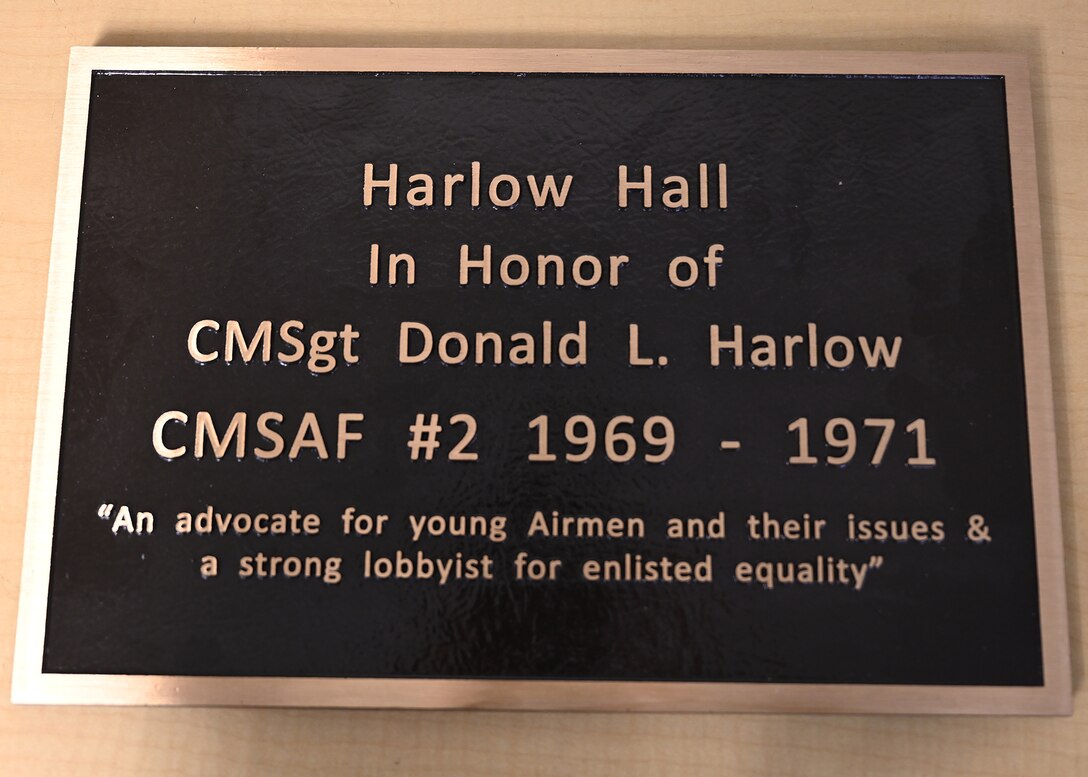 Harlow Hall
In Honor of
CMSgt Donald L. Harlow
CMSAF #2 1969 - 1971
“An advocate for young Airmen and their issues &
a strong lobbyist for enlisted equality”